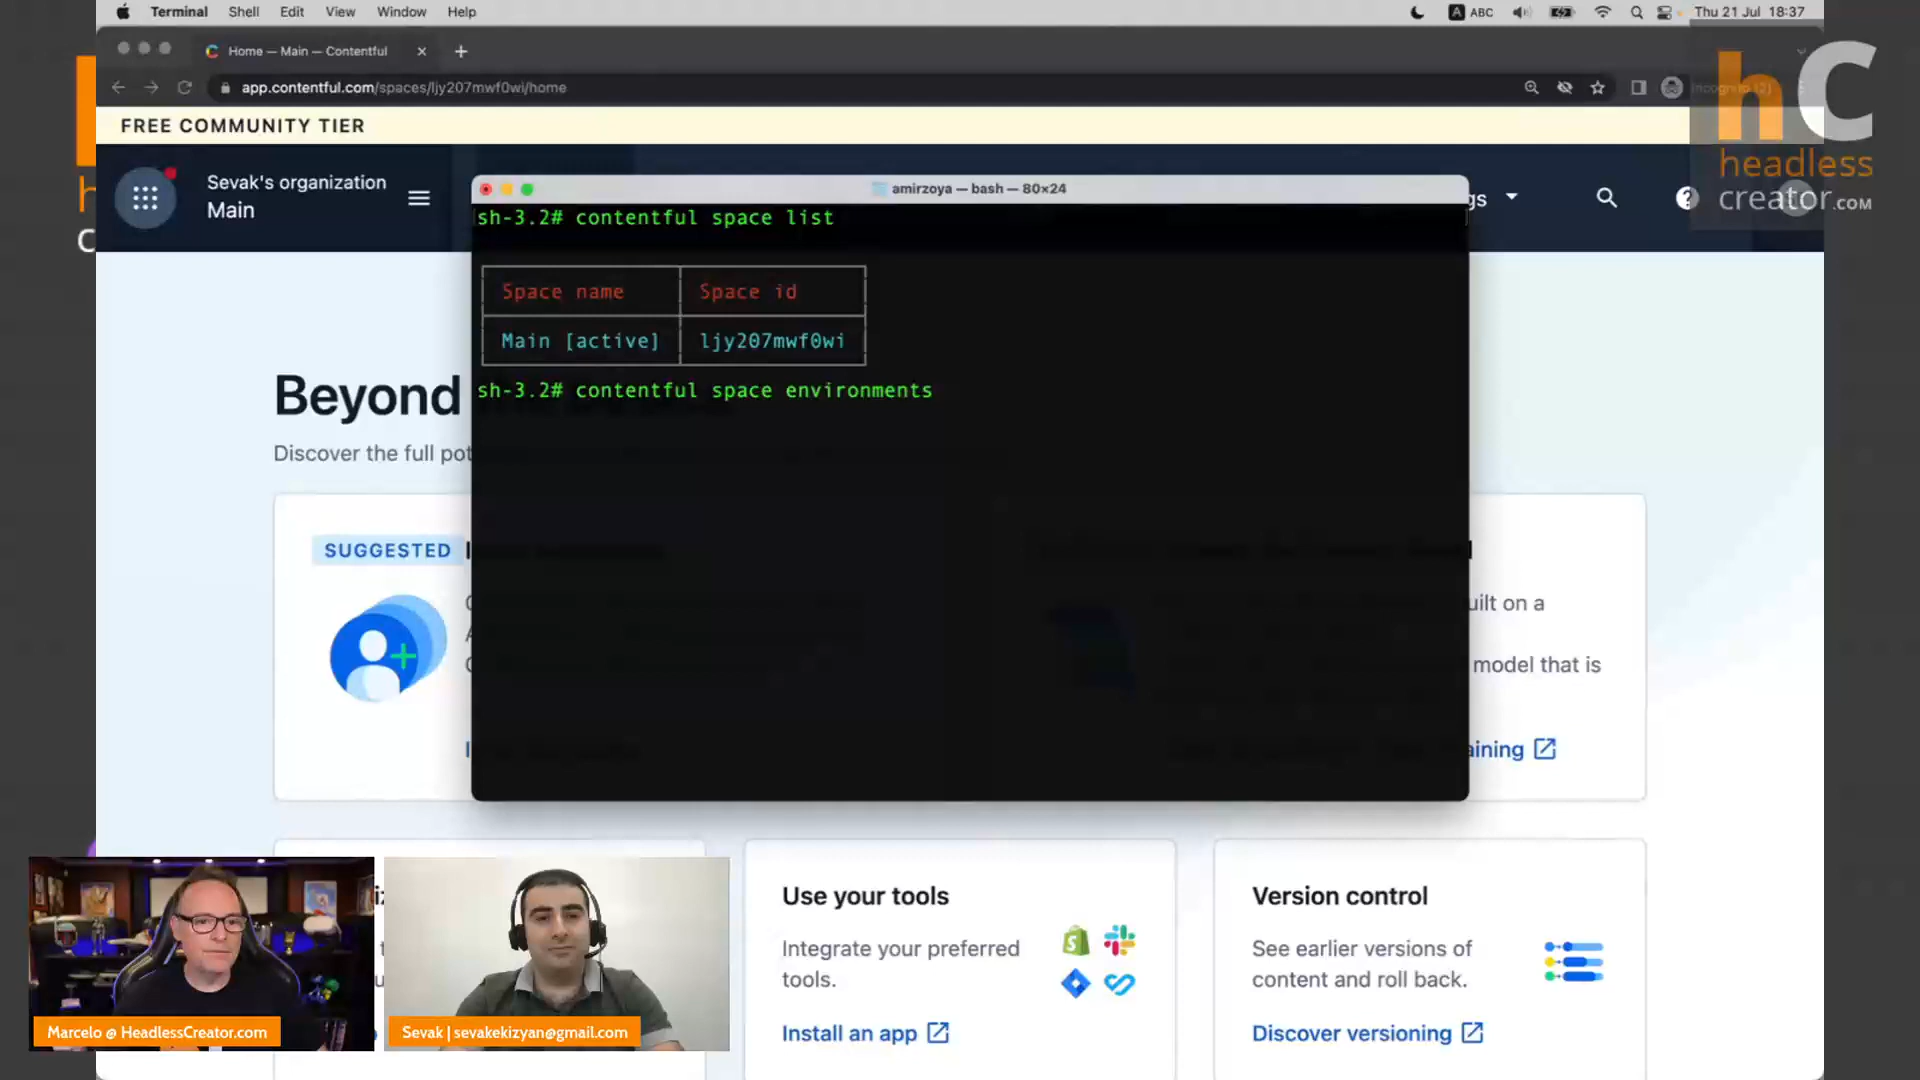 Terminal Shell Edit View Window Help
A ABC Thu 21 Jul 18:37
Home — Main — Contentful
app.contentful.com/spaces/ljy207mwf0wi/home
Incognito (2)
FREE COMMUNITY TIER
hC
headless
creator.com
Sevak's organization
Main
gs
amirzoya — bash — 80×24
sh-3.2# contentful space list
Space name Space id
Main [active] ljy207mwf0wi
sh-3.2# contentful space environments
Beyond
Discover the full pot
SUGGESTED
uilt on a
model that is
aining
Use your tools
Integrate your preferred
tools.
Install an app
Version control
See earlier versions of
content and roll back.
Discover versioning
Marcelo @ HeadlessCreator.com
Sevak | sevakekizyan@gmail.com